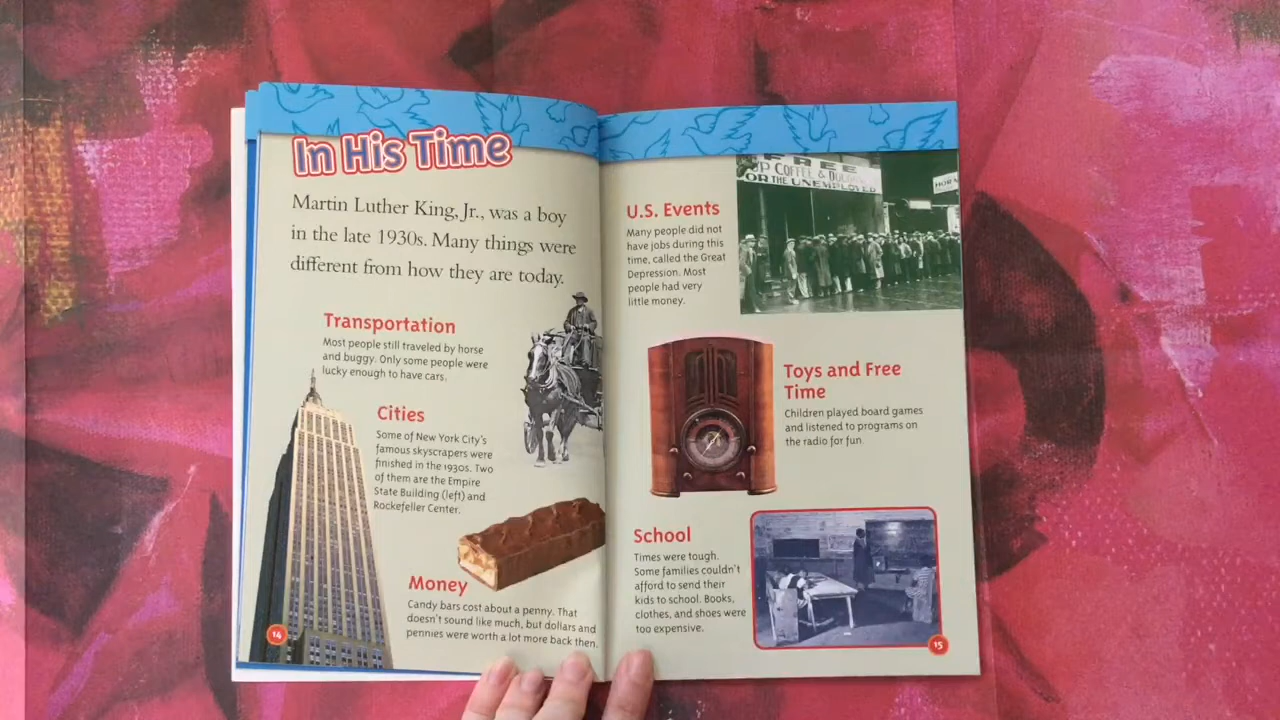 In His Time
Martin Luther King, Jr., was a boy
in the late 1930s. Many things were
different from how they are today.
Transportation
Most people still traveled by horse
and buggy. Only some people were
lucky enough to have cars.
Cities
Some of New York City's
famous skyscrapers were
finished in the 1930s. Two
of them are the Empire
State Building (left) and
Rockefeller Center.
Money
Candy bars cost about a penny. That
doesn't sound like much, but dollars and
pennies were worth a lot more back then.
14
FREE
COFFEE &
OR THE UNEMPLOYED
U.S. Events
Many people did not
have jobs during this
time, called the Great
Depression. Most
people had very
little money.
Toys and Free
Time
Children played board games
and listened to programs on
the radio for fun.
School
Times were tough.
Some families couldn't
afford to send their
kids to school. Books,
clothes, and shoes were
too expensive.
15